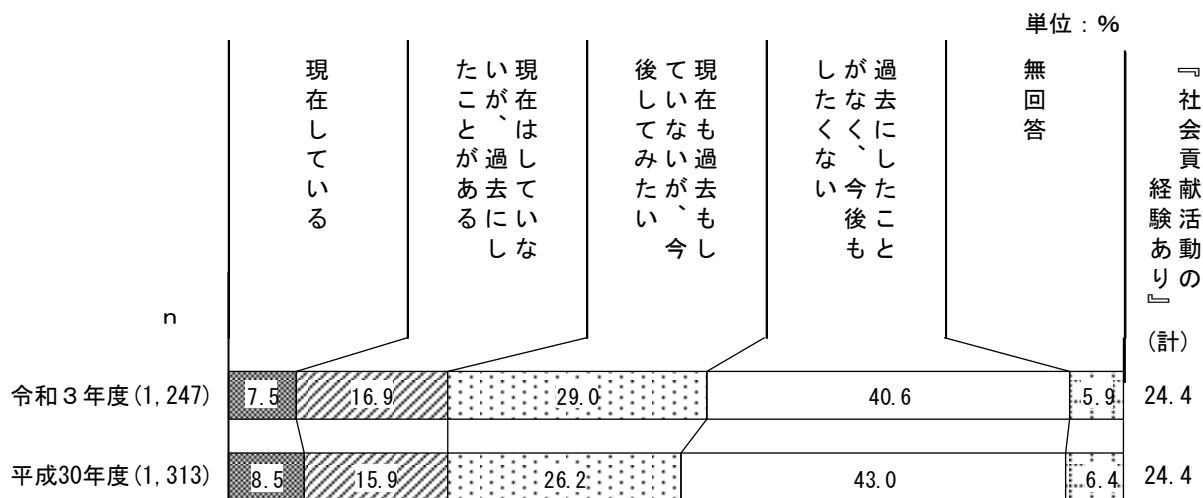 単位：％
現在している
現在はしていな
いが、過去にし
たことがある
現在も過去もし
ていないが、今
後してみたい
過去にしたこと
がなく、今後も
したくない
無回答
『社会貢献活動の
経験あり』
(計)
ｎ
令和３年度(1,247) 7.5 16.9 29.0 40.6 5.9 24.4
平成30年度(1,313) 8.5 15.9 26.2 43.0 6.4 24.4